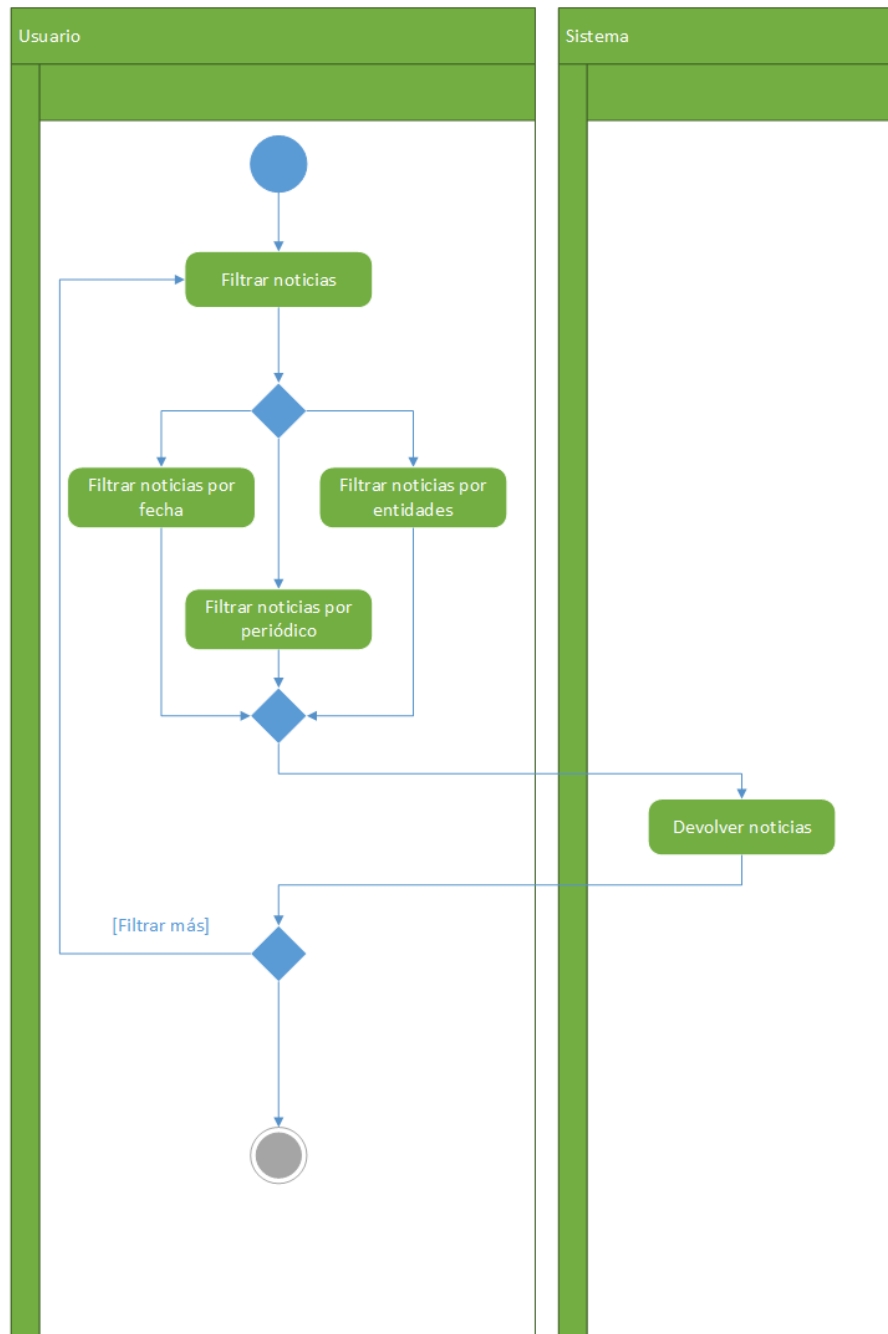 Usuario
Sistema
Filtrar noticias
Filtrar noticias por
fecha
Filtrar noticias por
entidades
Filtrar noticias por
periódico
Devolver noticias
[Filtrar más]